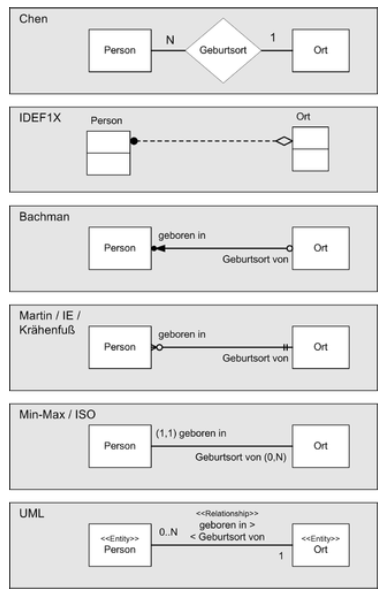 Chen
Person
N
Geburtsort
1
Ort
IDEF1X
Person
Ort
Bachman
Person
geboren in
Geburtsort von
Ort
Martin / IE /
Krähenfuß
Person
geboren in
Geburtsort von
Ort
Min-Max / ISO
Person
(1,1) geboren in
Geburtsort von (0,N)
Ort
UML
<<Entity>>
Person
0..N
<<Relationship>>
geboren in >
< Geburtsort von
1
<<Entity>>
Ort